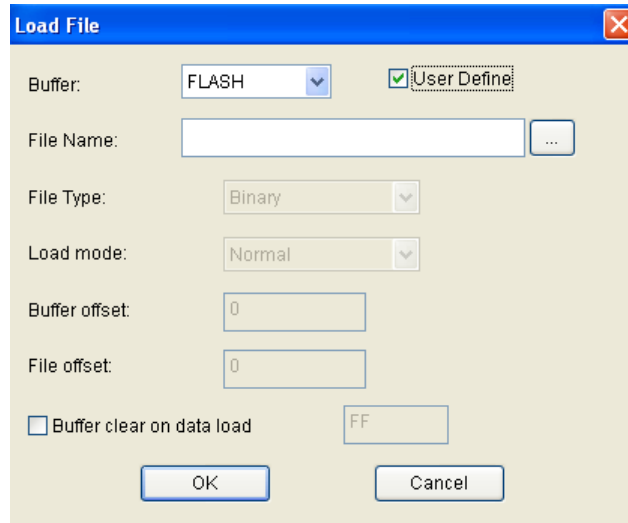 Load File
Buffer: FLASH User Define
File Name: ...
File Type: Binary
Load mode: Normal
Buffer offset: 0
File offset: 0
Buffer clear on data load FF
OK Cancel